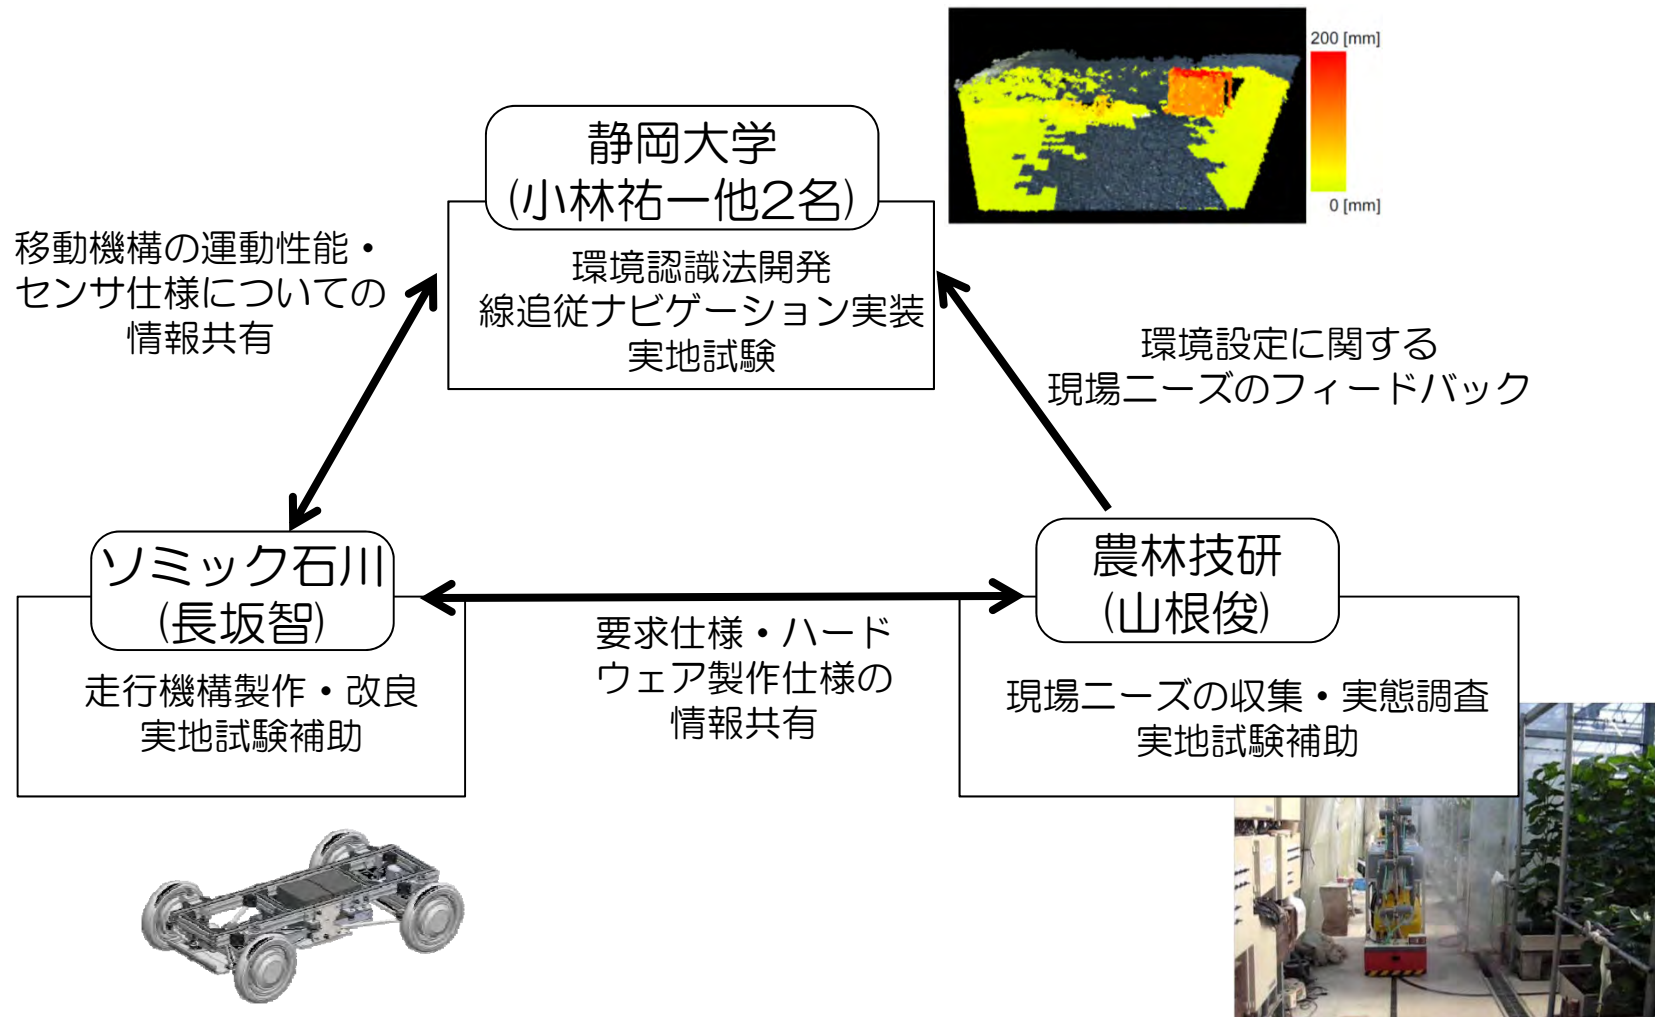 200 [mm]
0 [mm]
静岡大学
(小林祐一他2名)
環境認識法開発
線追従ナビゲーション実装
実地試験
移動機構の運動性能・
センサ仕様についての
情報共有
環境設定に関する
現場ニーズのフィードバック
ソミック石川
(長坂智)
走行機構製作・改良
実地試験補助
要求仕様・ハード
ウェア製作仕様の
情報共有
農林技研
(山根俊)
現場ニーズの収集・実態調査
実地試験補助